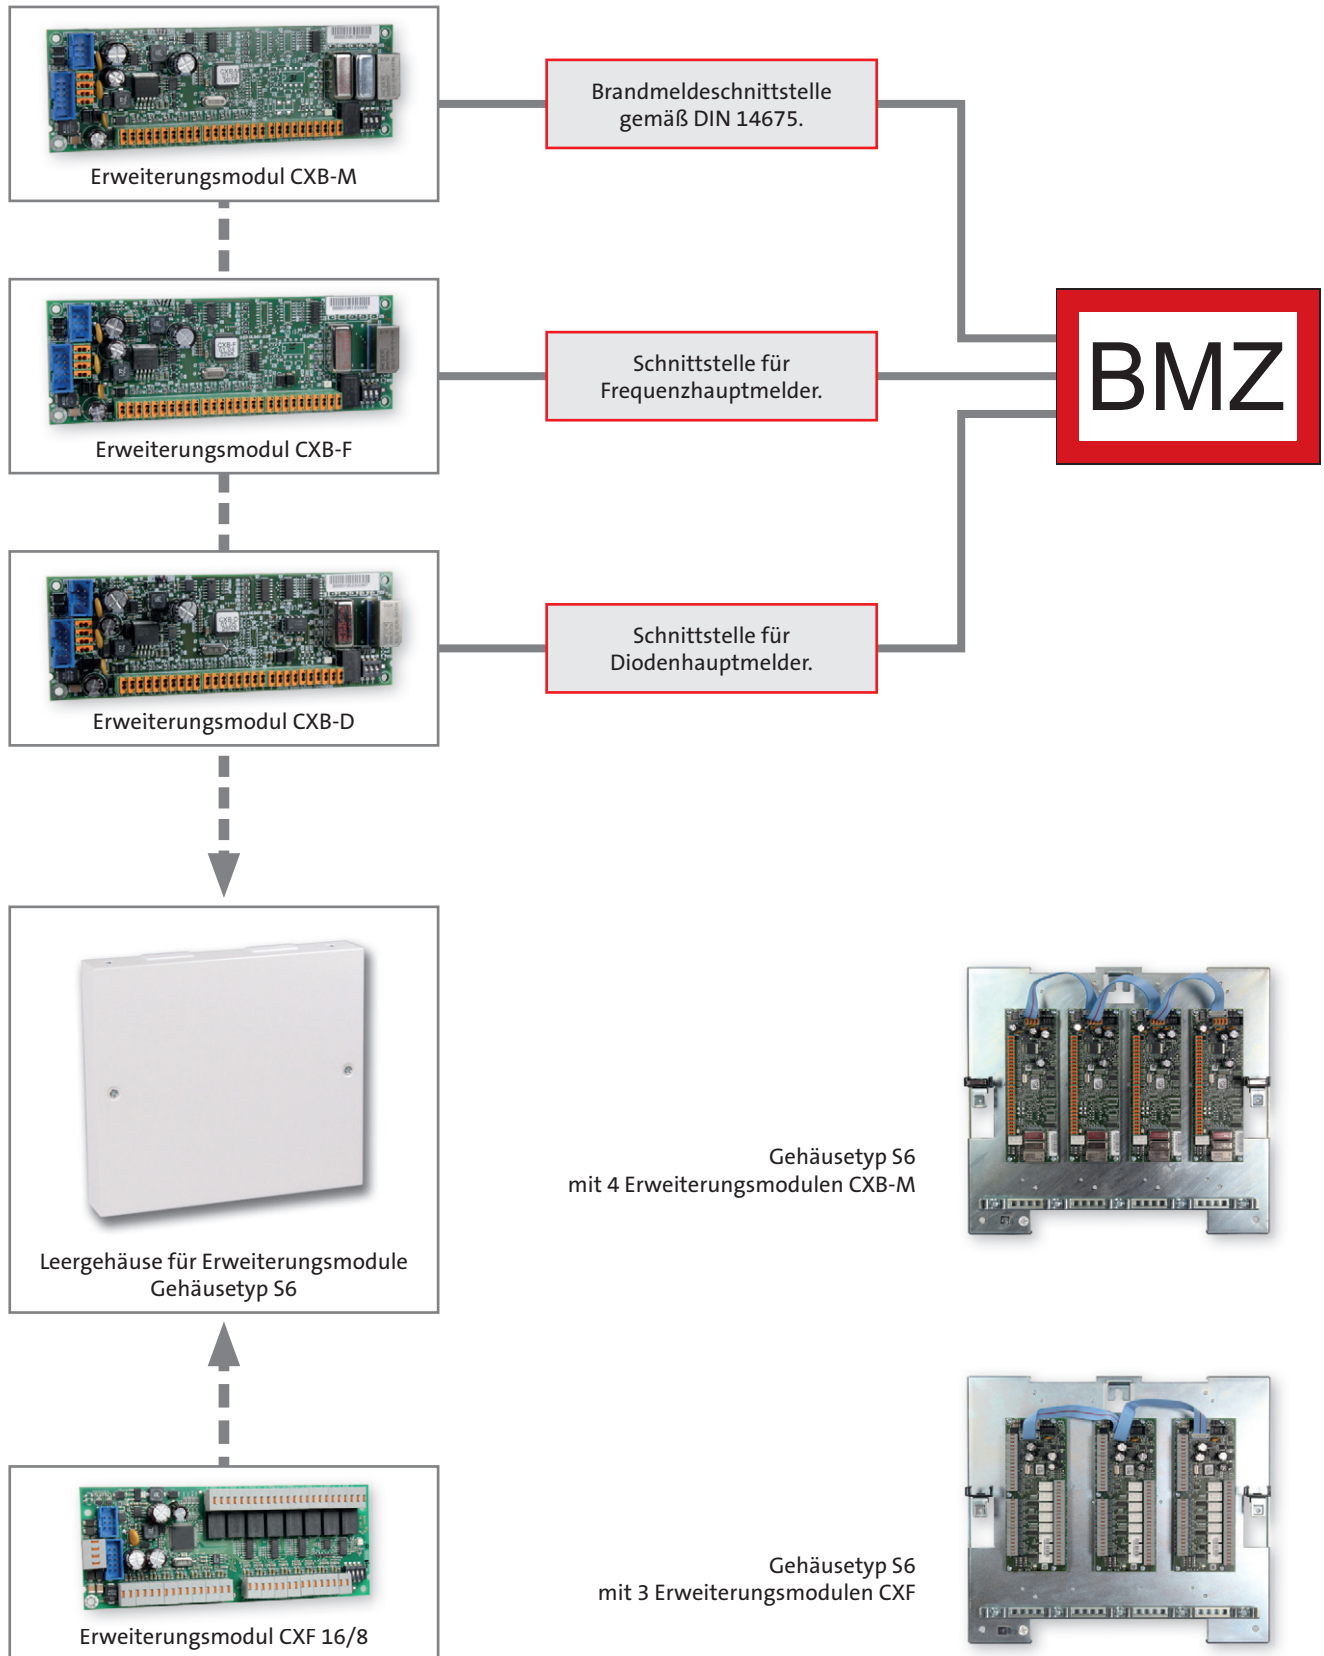 Brandmeldeschnittstelle
gemäß DIN 14675.
Erweiterungsmodul CXB-M
Schnittstelle für
Frequenzhauptmelder.
BMZ
CXB-F
Erweiterungsmodul CXB-F
Schnittstelle für
Diodenhauptmelder.
Erweiterungsmodul CXB-D
Gehäusetyp S6
mit 4 Erweiterungsmodulen CXB-M
Leergehäuse für Erweiterungsmodule
Gehäusetyp S6
Gehäusetyp S6
mit 3 Erweiterungsmodulen CXF
Erweiterungsmodul CXF 16/8